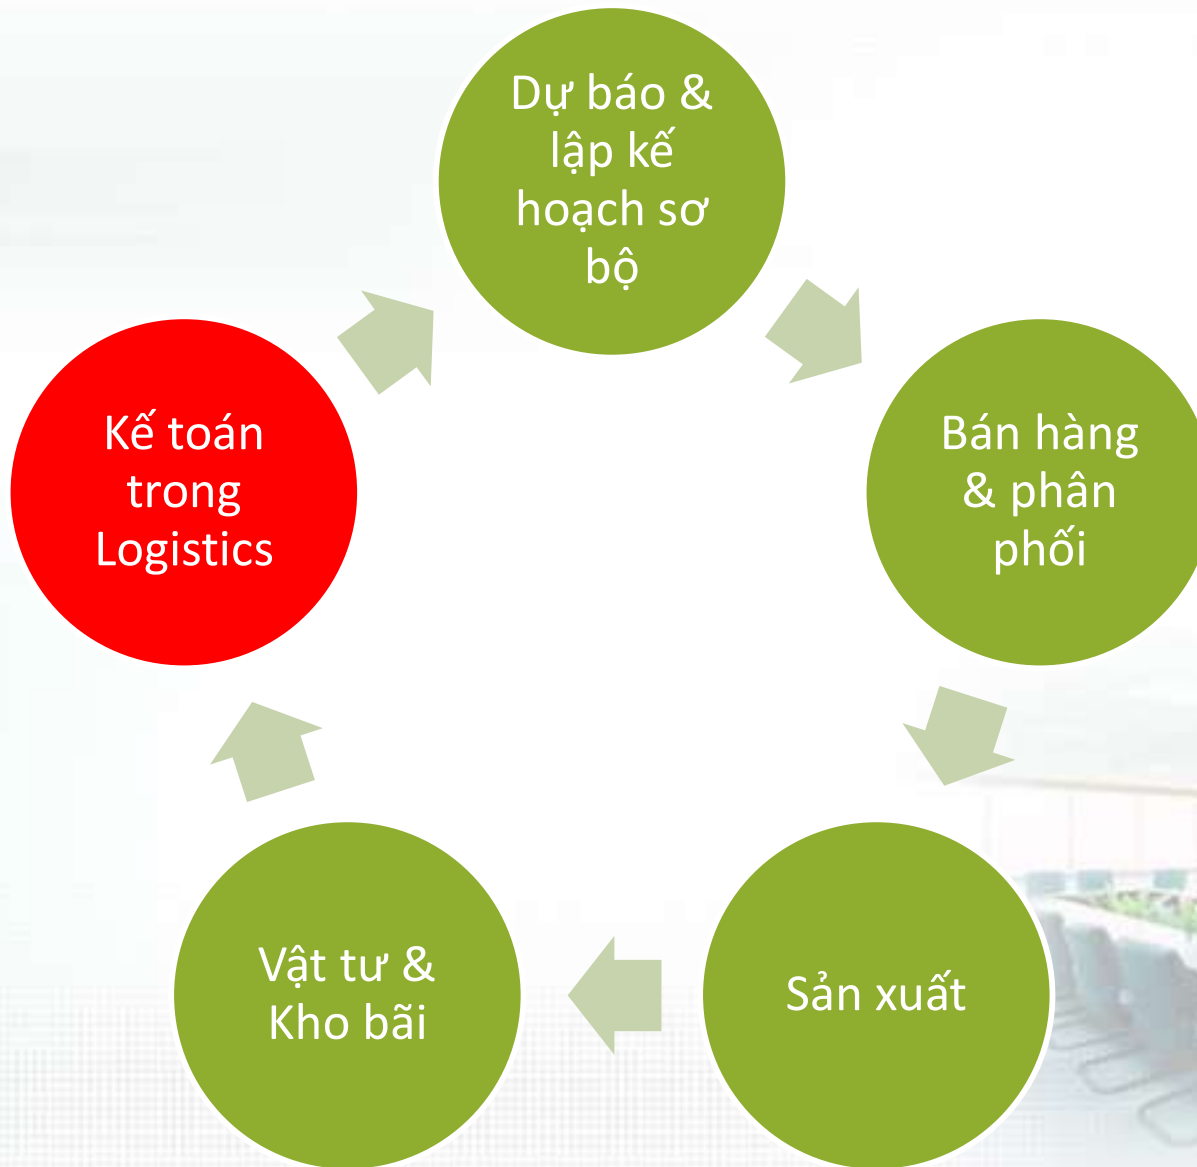 Dự báo &
lập kế
hoạch sơ
bộ
Bán hàng
& phân
phối
Sản xuất
Vật tư &
Kho bãi
Kế toán
trong
Logistics